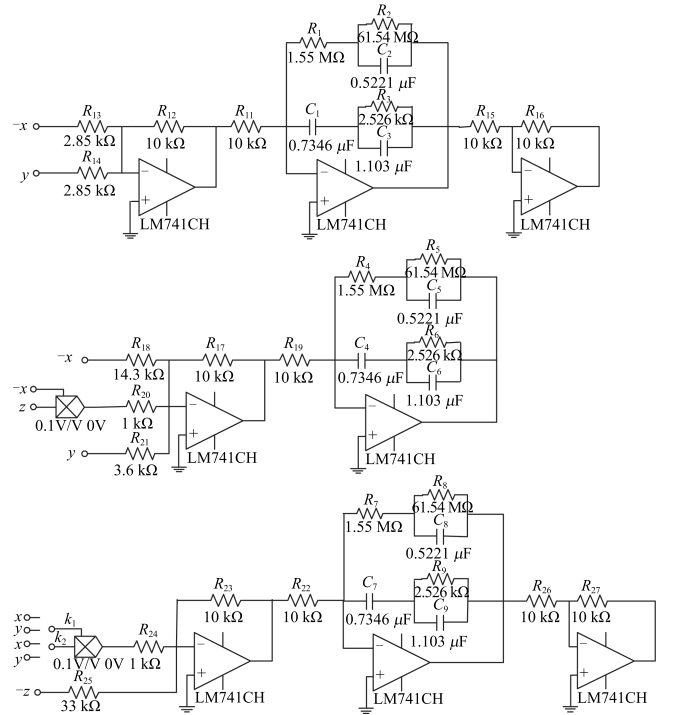 R2
61.54 MΩ
R1
1.55 MΩ
C2
0.5221 μF
R3
2.526 kΩ
C1
0.7346 μF
C3
1.103 μF
−x
R13
2.85 kΩ
R12
10 kΩ
R11
10 kΩ
R15
10 kΩ
R16
10 kΩ
y
R14
2.85 kΩ
−
+
LM741CH
−
+
LM741CH
−
+
LM741CH
R5
61.54 MΩ
R4
1.55 MΩ
C5
0.5221 μF
R6
2.526 kΩ
C4
0.7346 μF
C6
1.103 μF
−x
R18
14.3 kΩ
R17
10 kΩ
R19
10 kΩ
−x
z
0.1V/V 0V
R20
1 kΩ
y
R21
3.6 kΩ
−
+
LM741CH
−
+
LM741CH
R8
61.54 MΩ
R7
1.55 MΩ
C8
0.5221 μF
R9
2.526 kΩ
C7
0.7346 μF
C9
1.103 μF
R23
10 kΩ
R22
10 kΩ
R26
10 kΩ
R27
10 kΩ
x
y
k1
x
k2
y
0.1V/V 0V
R24
1 kΩ
−z
R25
33 kΩ
−
+
LM741CH
−
+
LM741CH
−
+
LM741CH